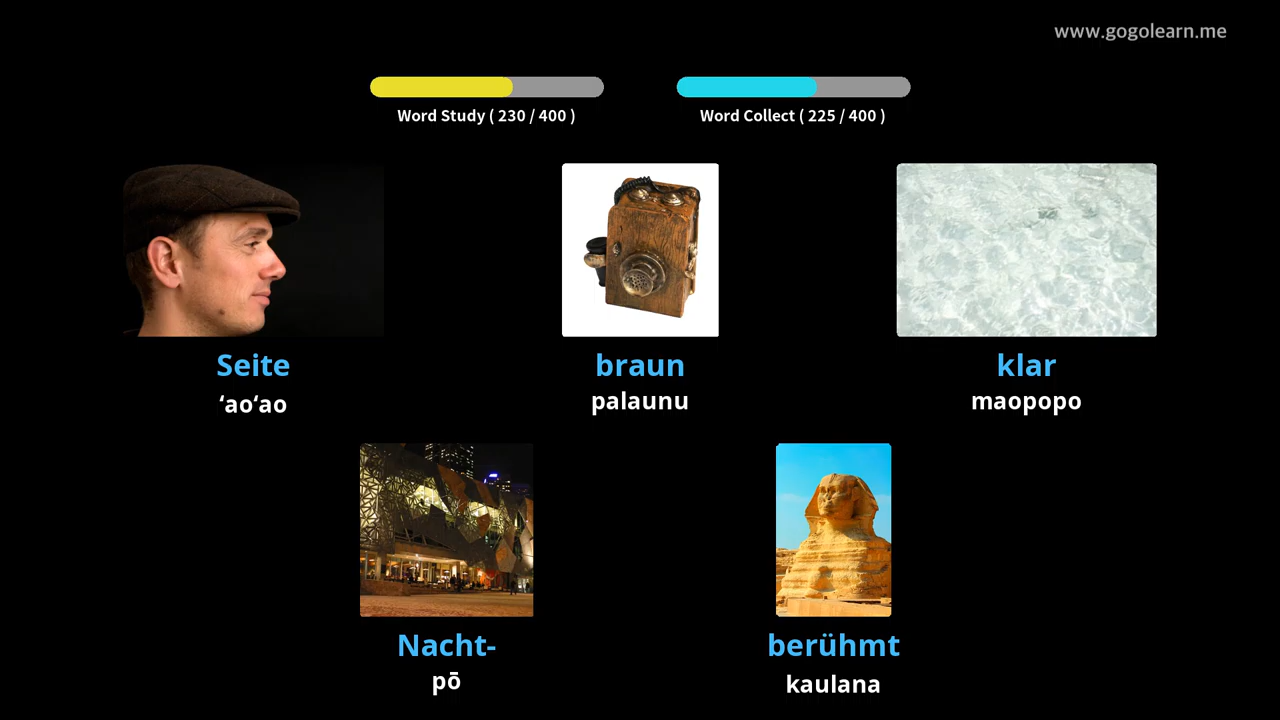 www.gogolearn.me
Word Study ( 230 / 400 )
Word Collect ( 225 / 400 )
Seite
ʻaoʻao
braun
palaunu
klar
maopopo
Nacht-
pō
berühmt
kaulana